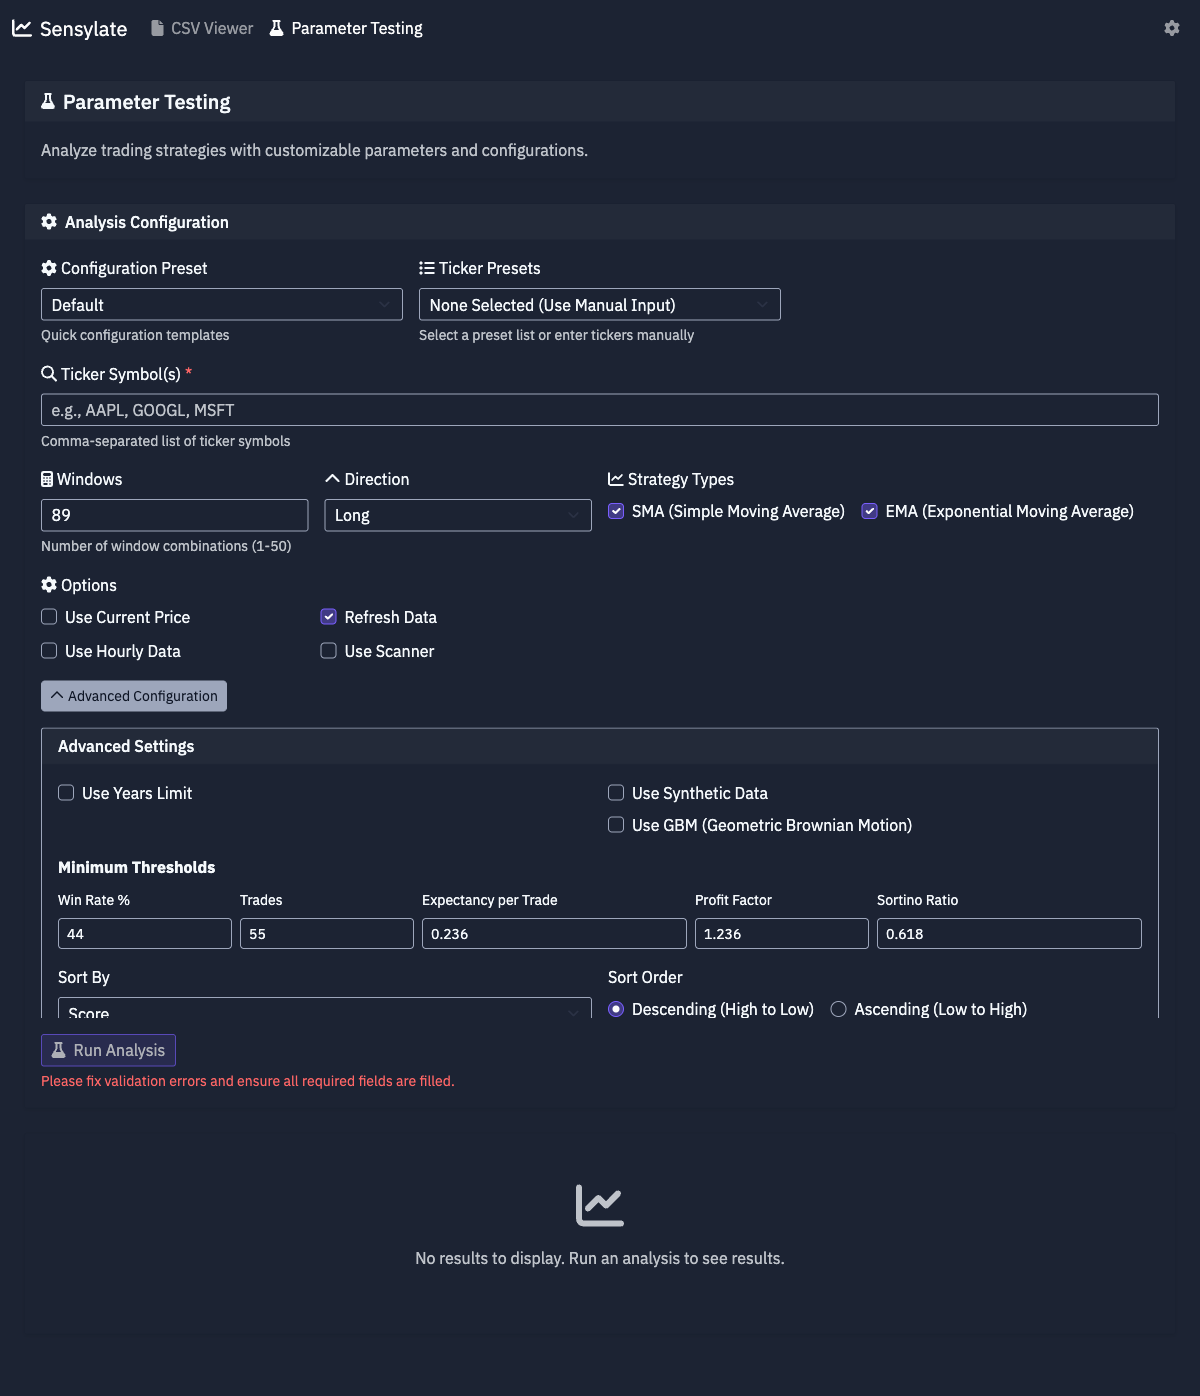 Sensylate CSV Viewer Parameter Testing
Parameter Testing
Analyze trading strategies with customizable parameters and configurations.
Analysis Configuration
Configuration Preset Ticker Presets
Default None Selected (Use Manual Input)
Quick configuration templates Select a preset list or enter tickers manually
Ticker Symbol(s) *
e.g., AAPL, GOOGL, MSFT
Comma-separated list of ticker symbols
Windows Direction Strategy Types
89 Long SMA (Simple Moving Average) EMA (Exponential Moving Average)
Number of window combinations (1-50)
Options
Use Current Price Refresh Data
Use Hourly Data Use Scanner
Advanced Configuration
Advanced Settings
Use Years Limit Use Synthetic Data
Use GBM (Geometric Brownian Motion)
Minimum Thresholds
Win Rate % Trades Expectancy per Trade Profit Factor Sortino Ratio
44 55 0.236 1.236 0.618
Sort By Sort Order
Score Descending (High to Low) Ascending (Low to High)
Run Analysis
Please fix validation errors and ensure all required fields are filled.
No results to display. Run an analysis to see results.